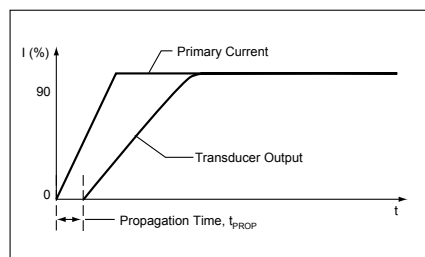 I (%)
Primary Current
90
Transducer Output
0
t
Propagation Time, tPROP